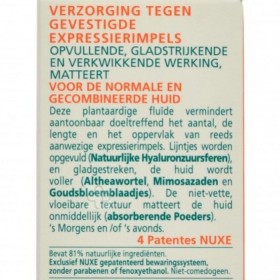 VERZORGING TEGEN
GEVESTIGDE
EXPRESSIERIMPELS
OPVULLENDE, GLADSTRIJKENDE
EN VERKWIKKENDE WERKING,
MATTEERT
VOOR DE NORMALE EN
GECOMBINEERDE HUID
Deze plantaardige fluïde vermindert
aantoonbaar doeltreffend het aantal, de
lengte en het oppervlak van reeds
aanwezige expressierimpels. Lijntjes worden
opgevuld (Natuurlijke Hyaluronzuursferen),
en gladgestreken, de huid wordt
voller (Altheawortel, Mimosazaden en
Goudsbloemblaadjes). De niet-vette,
vloeibare textuur matteert de huid
onmiddellijk (absorberende Poeders).
's Morgens en/of 's avonds.
4 Patentes NUXE
Bevat 81% natuurlijke ingrediënten.
Exclusief NUXE gepatenteerd bewaringssysteem,
zonder parabenen of fenoxyethanol. Niet-comedogeen.